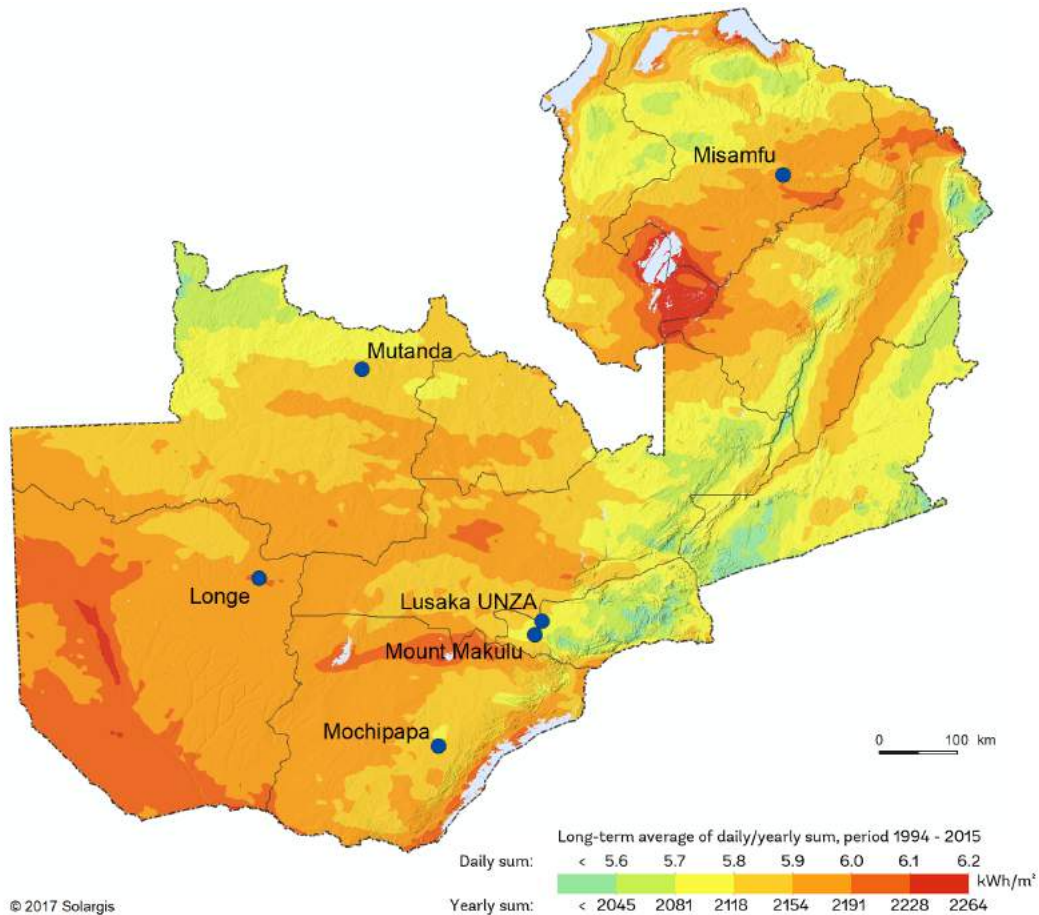 Misamfu
Mutanda
Longe
Lusaka UNZA
Mount Makulu
Mochipapa
0 100 km
Long-term average of daily/yearly sum, period 1994 - 2015
Daily sum: < 5.6 5.7 5.8 5.9 6.0 6.1 6.2
kWh/m²
Yearly sum: < 2045 2081 2118 2154 2191 2228 2264
© 2017 Solargis